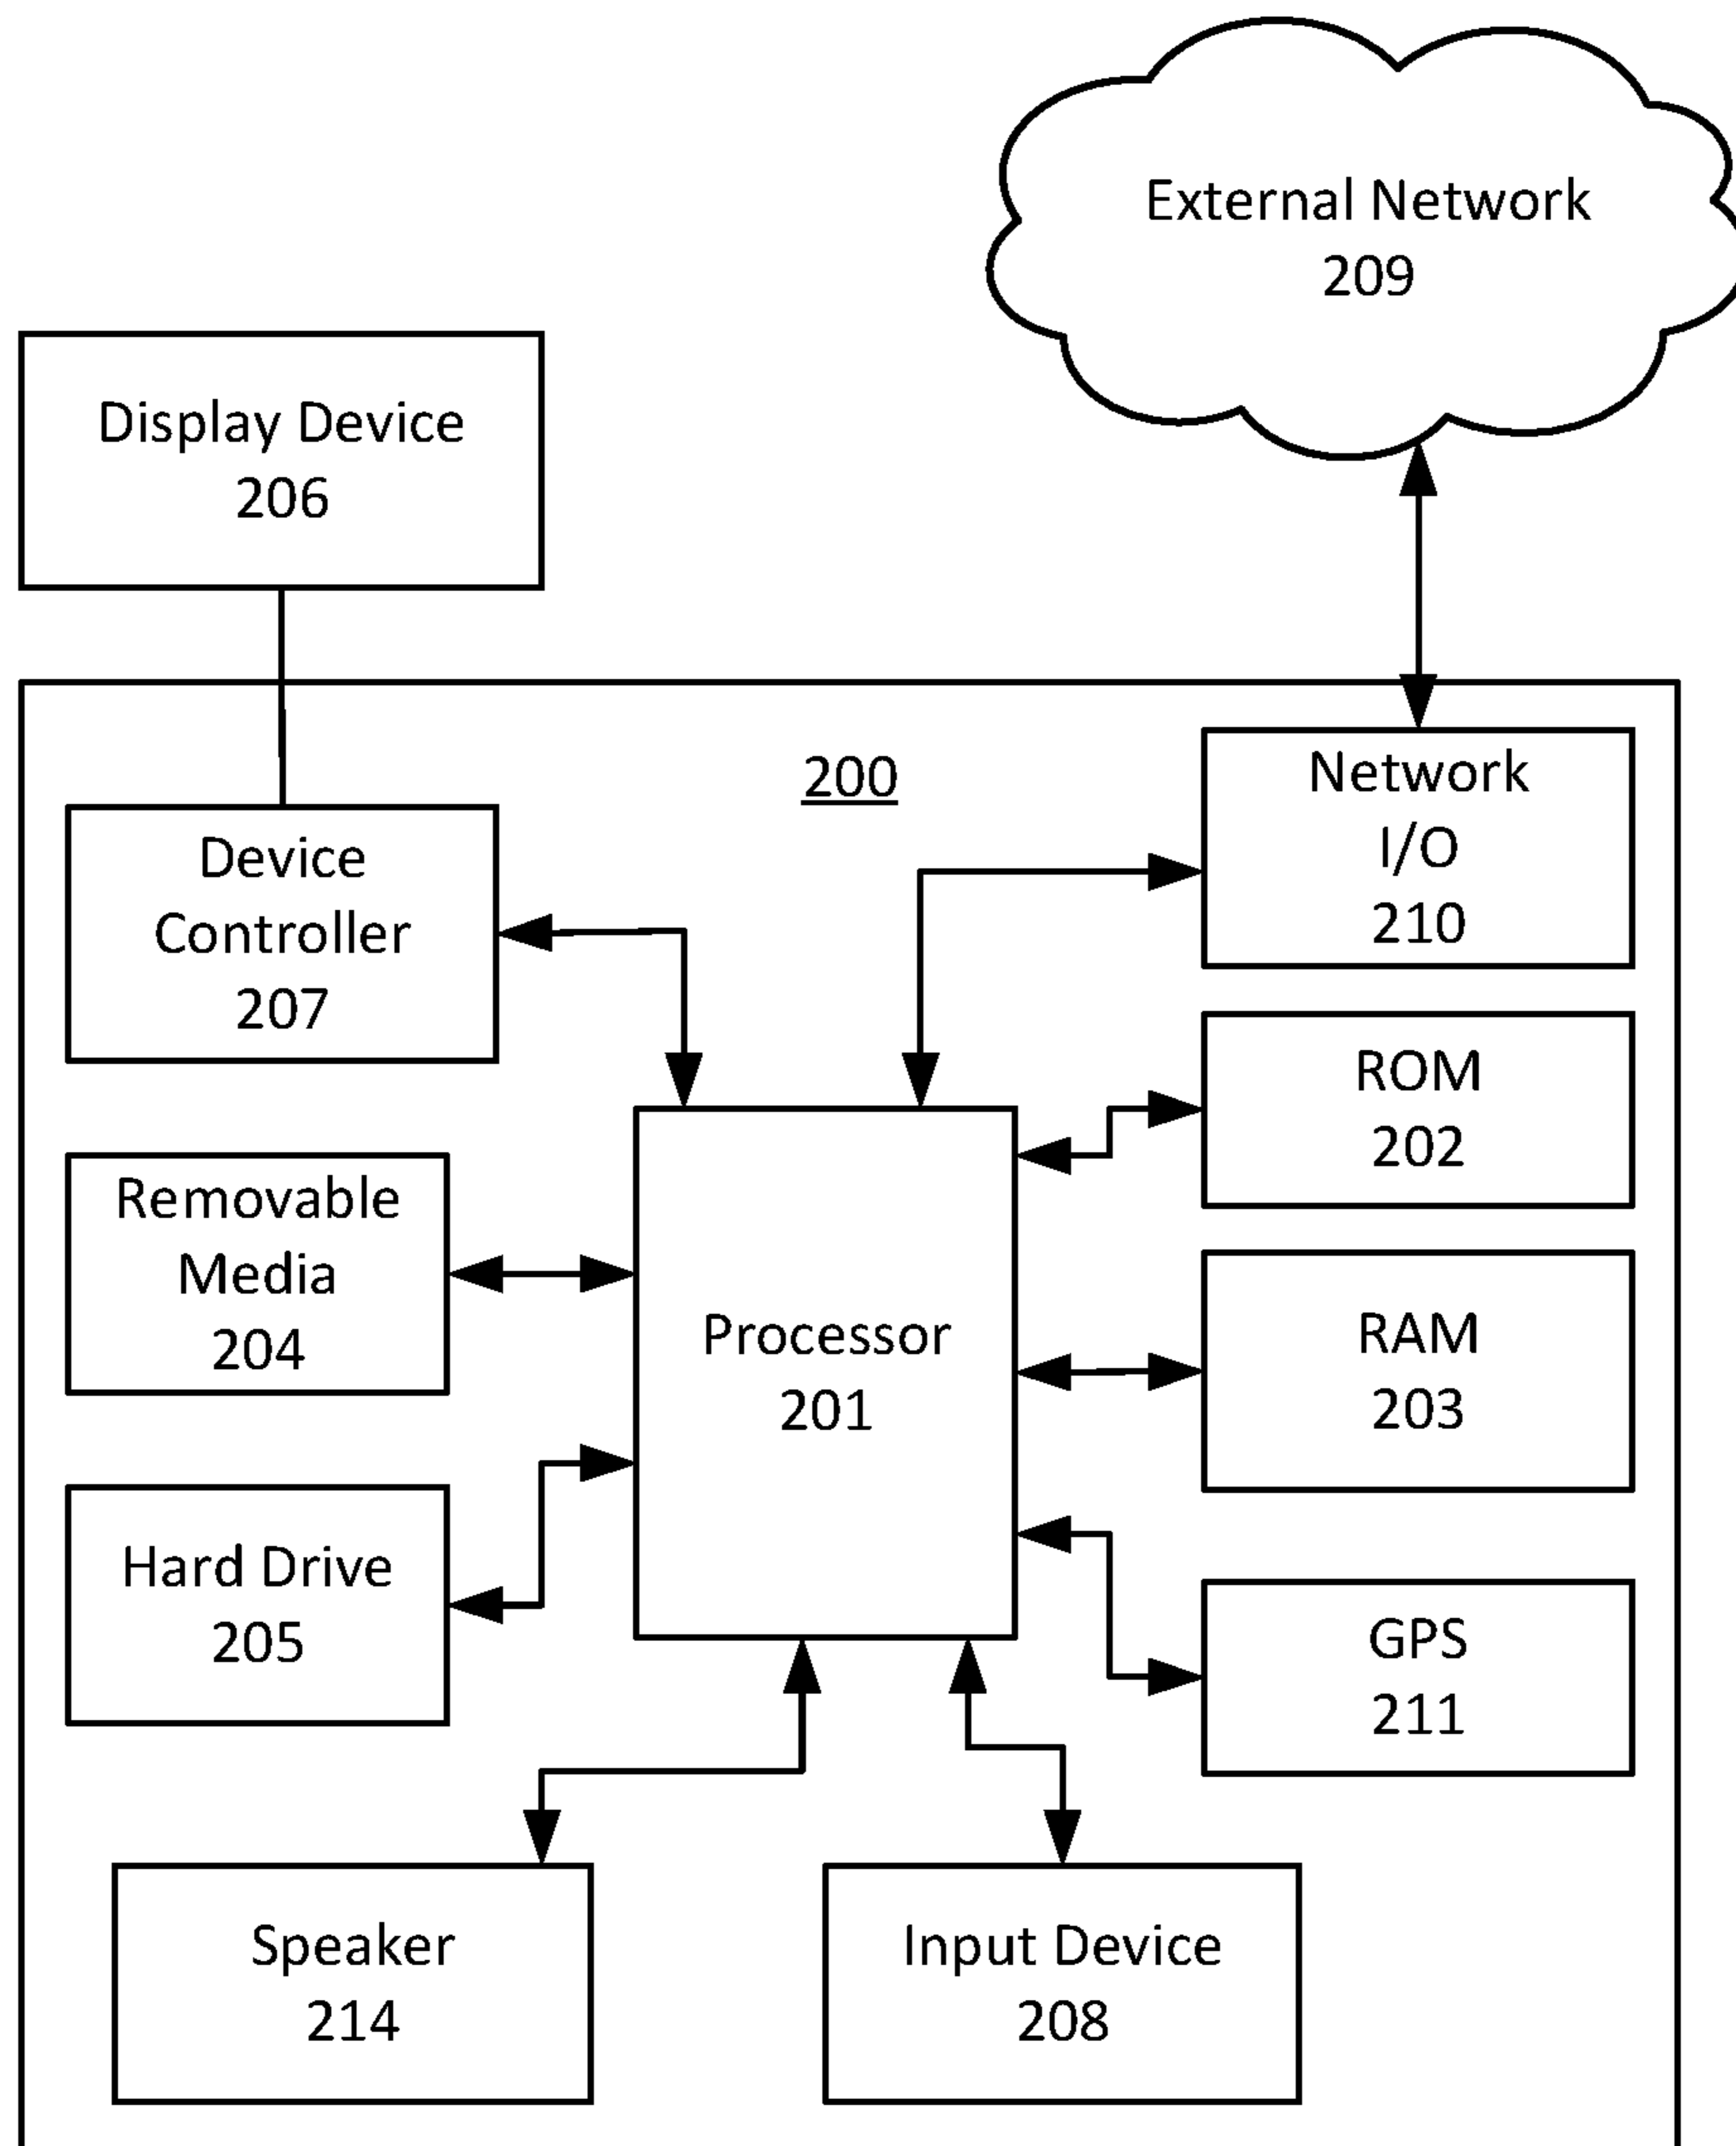 External Network
209
Display Device
206
200
Network
I/O
210
Device
Controller
207
ROM
202
Removable
Media
204
Processor
201
RAM
203
Hard Drive
205
GPS
211
Speaker
214
Input Device
208